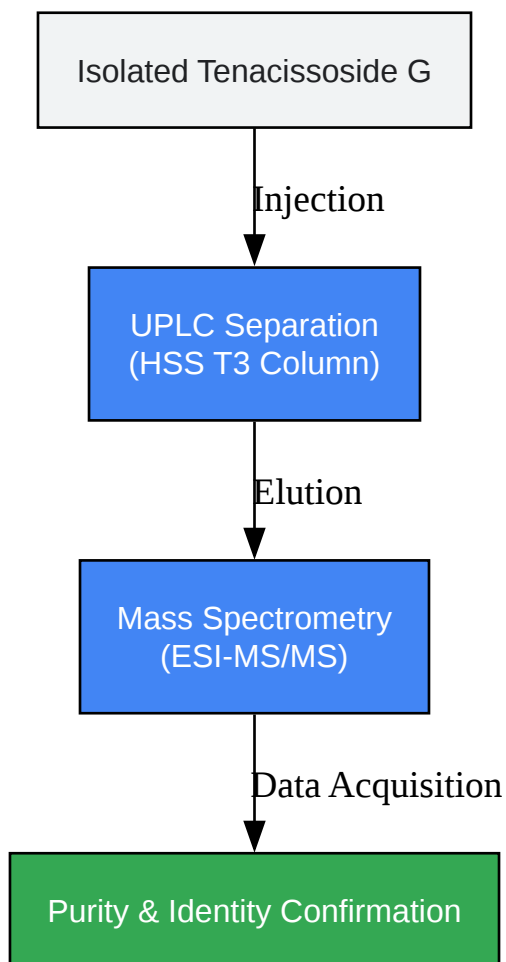 Isolated Tenacissoside G
Injection
UPLC Separation
(HSS T3 Column)
Elution
Mass Spectrometry
(ESI-MS/MS)
Data Acquisition
Purity & Identity Confirmation